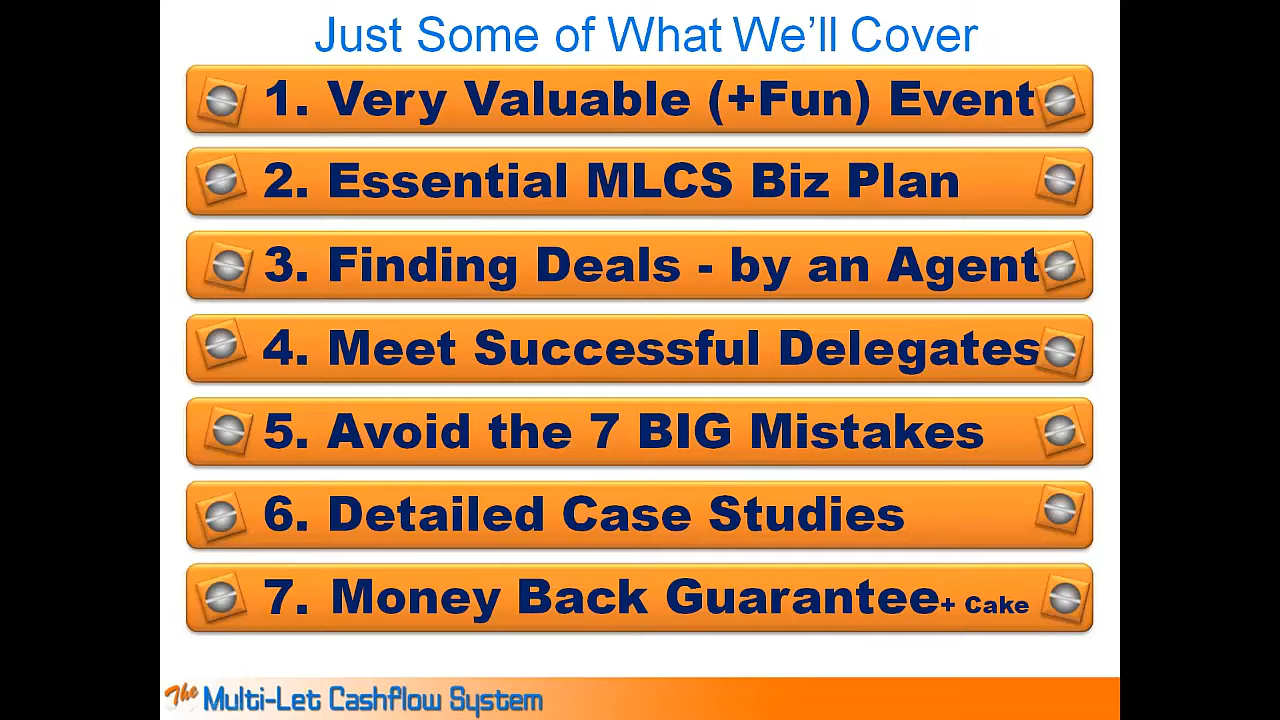 Just Some of What We'll Cover
1. Very Valuable (+Fun) Event
2. Essential MLCS Biz Plan
3. Finding Deals - by an Agent
4. Meet Successful Delegates
5. Avoid the 7 BIG Mistakes
6. Detailed Case Studies
7. Money Back Guarantee+ Cake
The Multi-Let Cashflow System